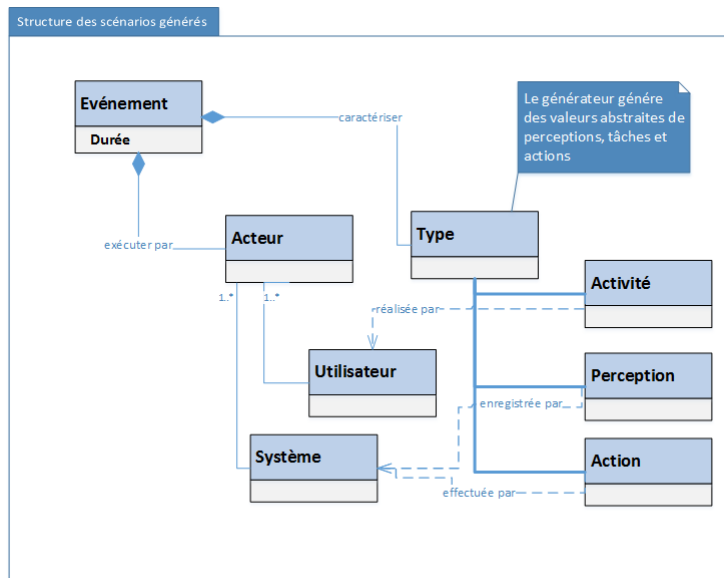 Structure des scénarios générés
Evénement
Durée
caractériser
Le générateur génére
des valeurs abstraites de
perceptions, tâches et
actions
exécuter par
Acteur
Type
1..*
1..*
Activité
réalisée par
Utilisateur
Perception
enregistrée par
Système
Action
effectuée par